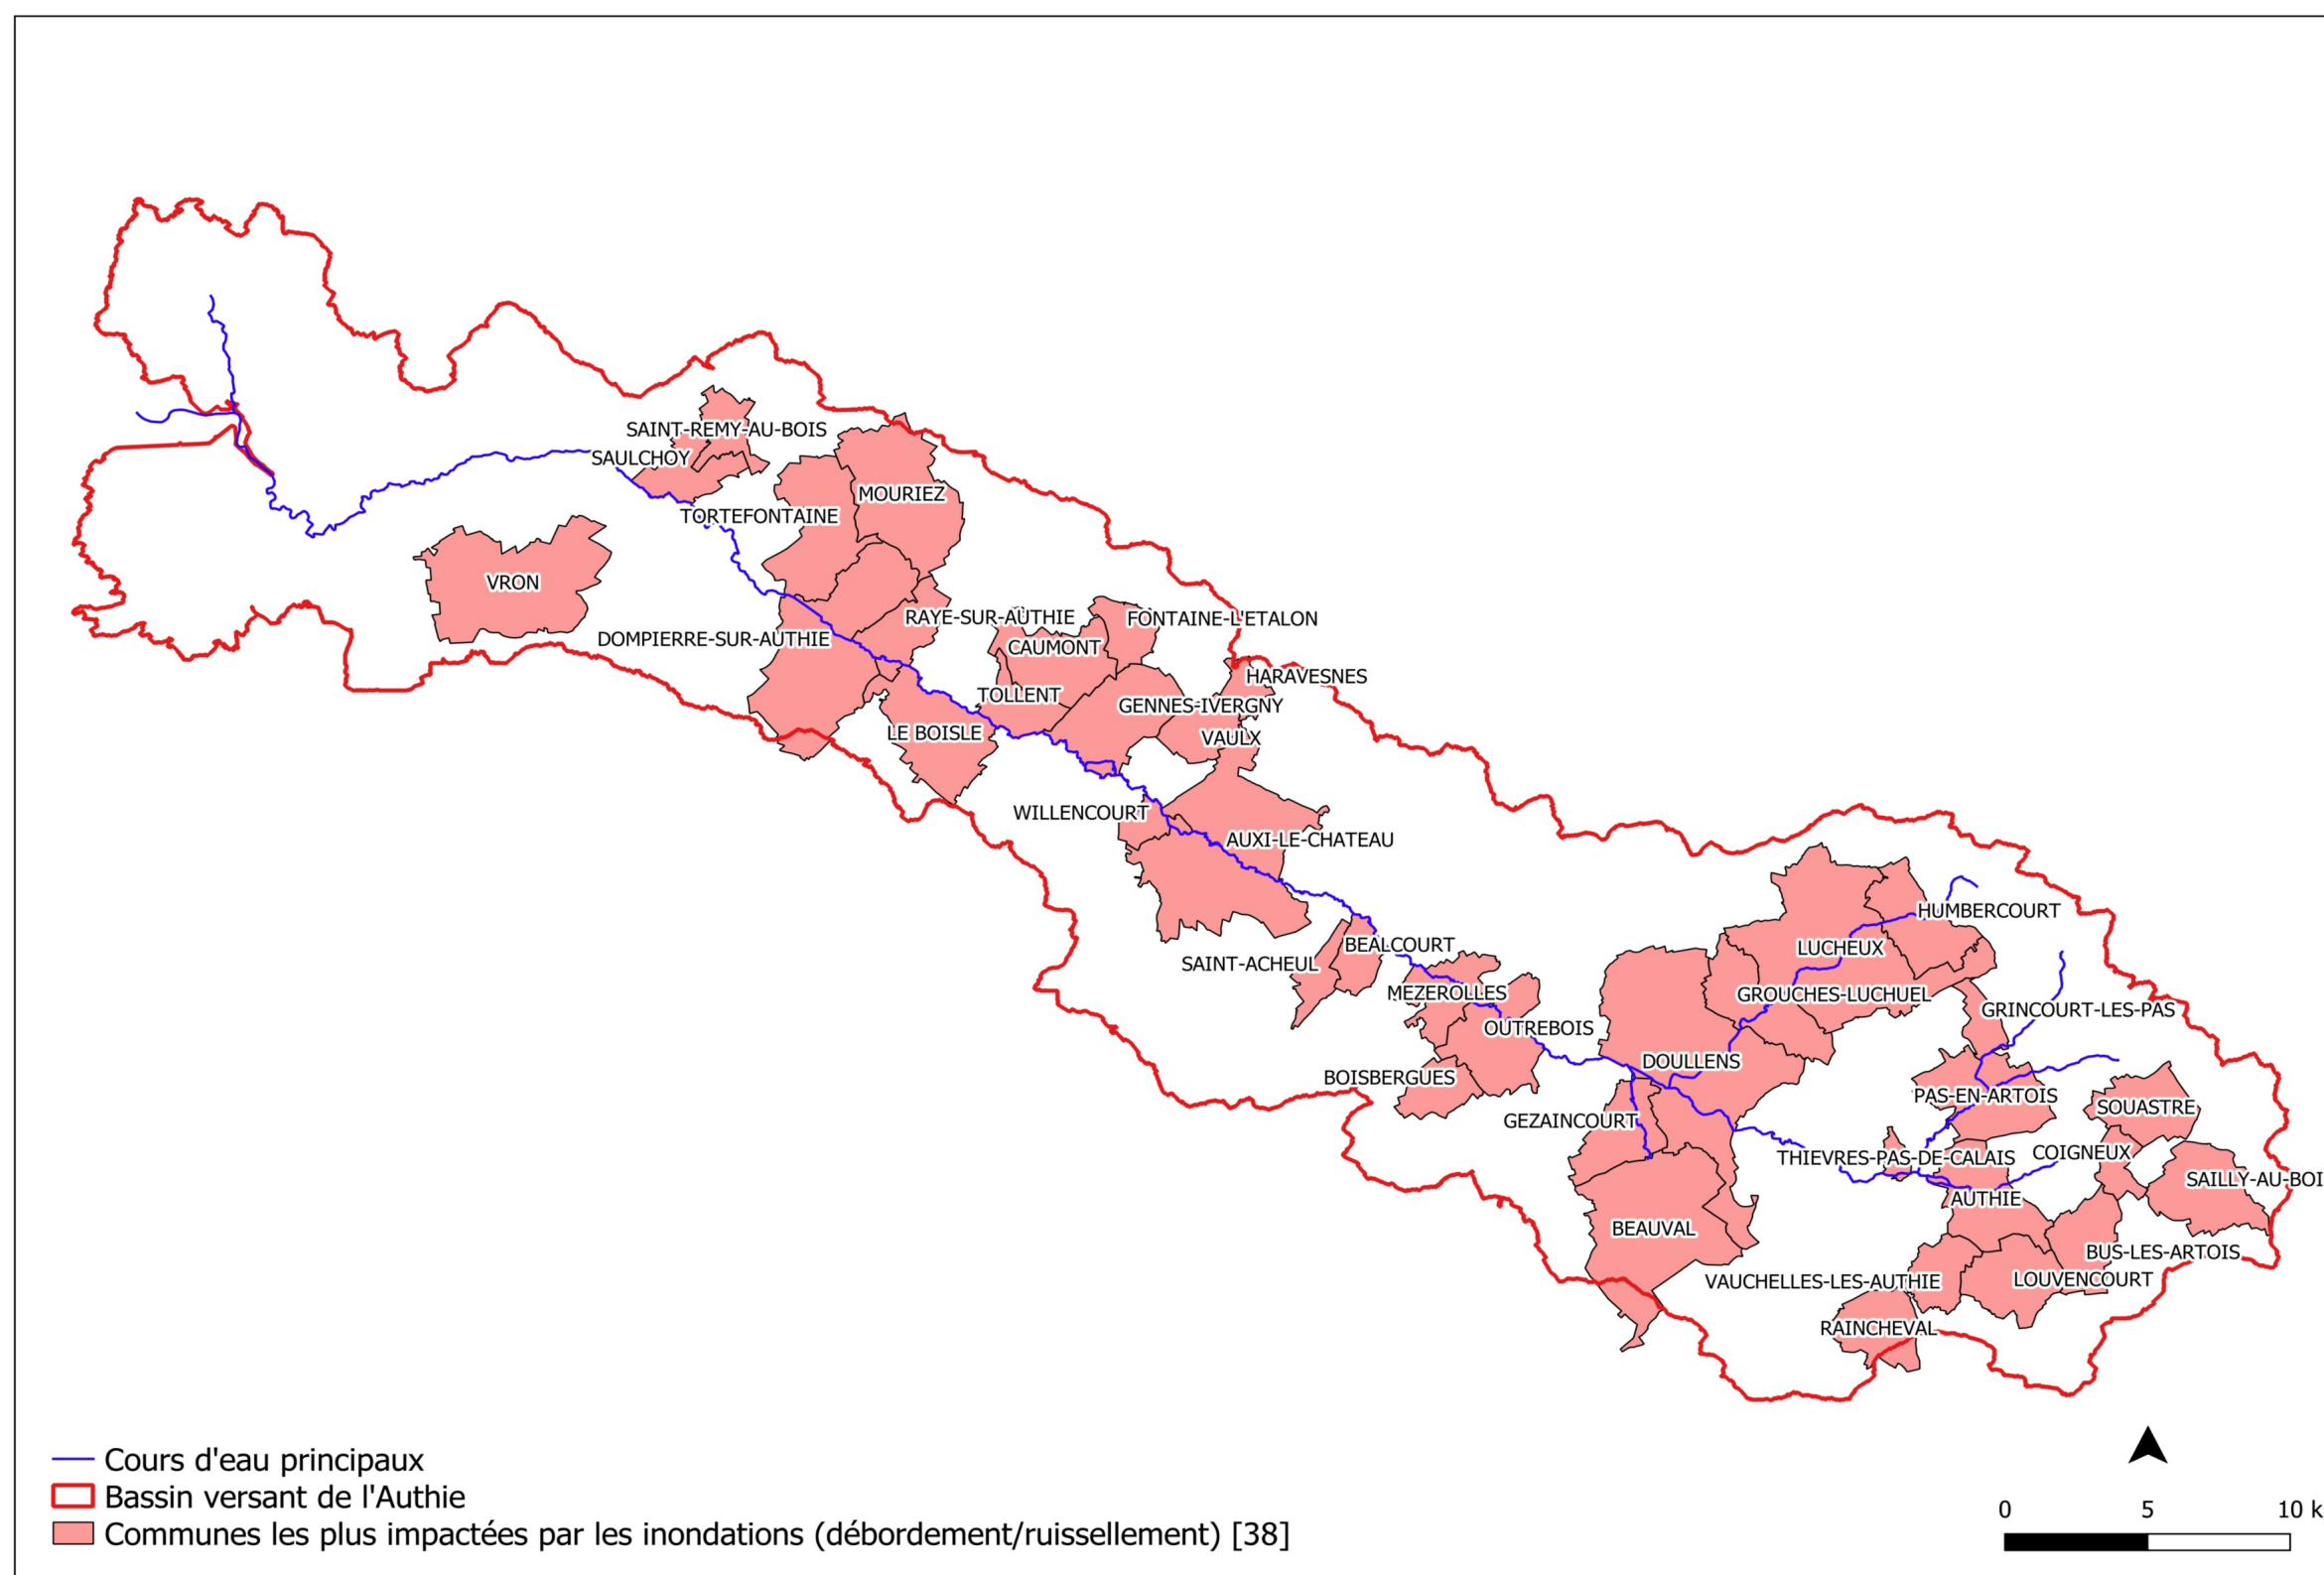 SAINT-REMY-AU-BOIS
SAULCHOY
MOURIEZ
TORTEFONTAINE
VRON
RAYE-SUR-AUTHIE
FONTAINE-L'ETALON
DOMPIERRE-SUR-AUTHIE
CAUMONT
HARAVESNES
TOLLENT
GENNES-IVERGNY
LE BOISLE
VAULX
WILLENCOURT
AUXI-LE-CHATEAU
HUMBERCOURT
BEALCOURT
LUCHEUX
SAINT-ACHEUL
MEZEROLLES
GROUCHES-LUCHUEL
GRINCOURT-LES-PAS
OUTREBOIS
DOULLENS
BOISBERGUES
PAS-EN-ARTOIS
SOUASTRE
GEZAINCOURT
COIGNEUX
THIEVRES-PAS-DE-CALAIS
SAILLY-AU-BOI
AUTHIE
BEAUVAL
BUS-LES-ARTOIS
VAUCHELLES-LES-AUTHIE
LOUVENCOURT
RAINCHEVAL
Cours d'eau principaux
Bassin versant de l'Authie
Communes les plus impactées par les inondations (débordement/ruissellement) [38]
0 5 10 k